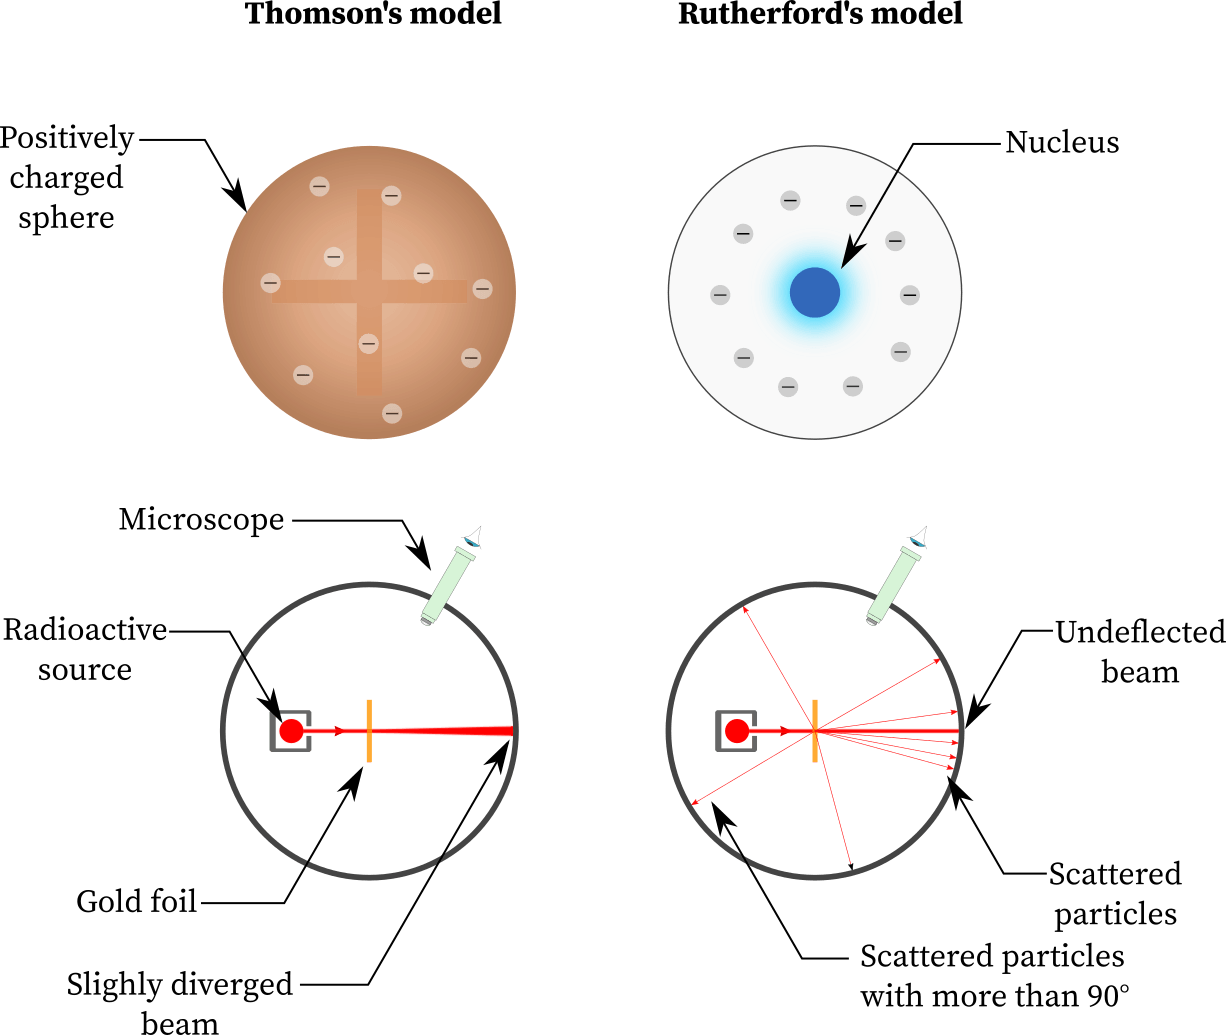 Thomson's model
Rutherford's model
Positively
charged
sphere
Nucleus
Microscope
Radioactive
source
Undeflected
beam
Gold foil
Slighly diverged
beam
Scattered
particles
Scattered particles
with more than 90°